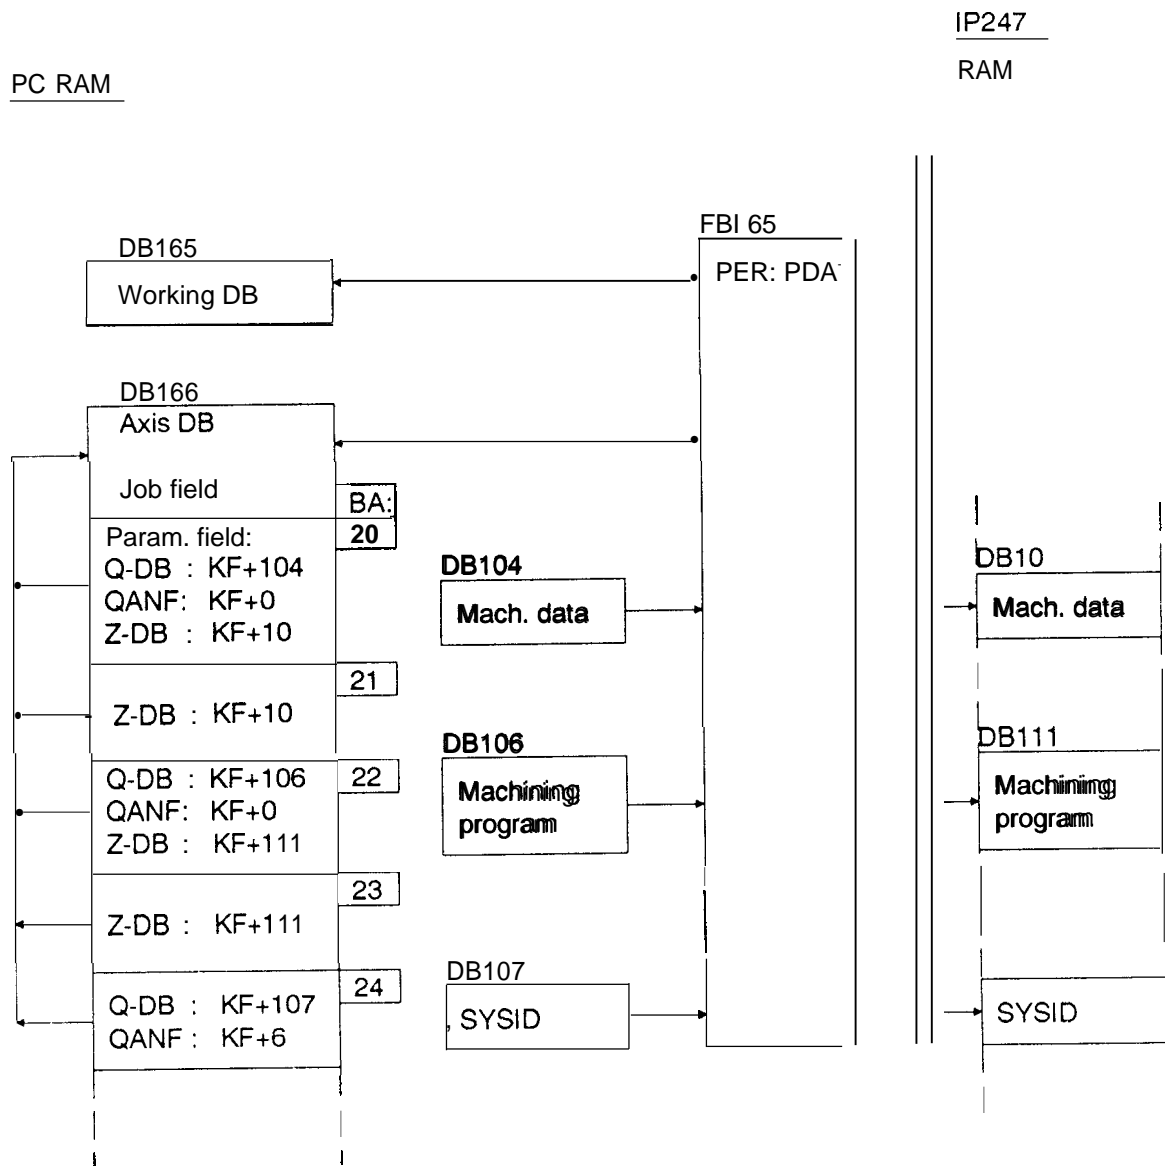 IP247
RAM
PC RAM
FBI 65
PER: PDA
DB165
Working DB
DB166
Axis DB
Job field
BA:
20
Param. field:
Q-DB : KF+104
QANF: KF+0
Z-DB : KF+10
DB104
Mach. data
DB10
Mach. data
21
Z-DB : KF+10
22
Q-DB : KF+106
QANF: KF+0
Z-DB : KF+111
DB106
Machining
program
DB111
Machining
program
23
Z-DB : KF+111
24
Q-DB : KF+107
QANF : KF+6
DB107
, SYSID
SYSID